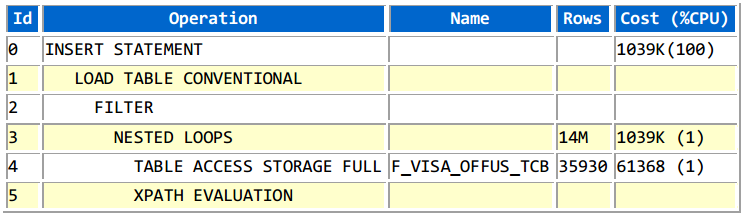 Id Operation Name Rows Cost (%CPU)
0 INSERT STATEMENT 1039K(100)
1 LOAD TABLE CONVENTIONAL
2 FILTER
3 NESTED LOOPS 14M 1039K (1)
4 TABLE ACCESS STORAGE FULL F_VISA_OFFUS_TCB 35930 61368 (1)
5 XPATH EVALUATION